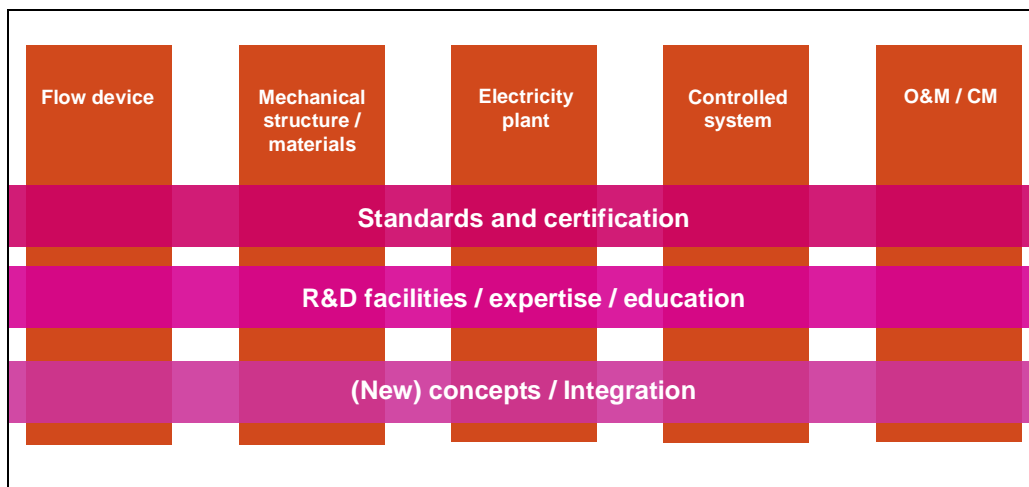 Flow device
Mechanical
structure /
materials
Electricity
plant
Controlled
system
O&M / CM
Standards and certification
R&D facilities / expertise / education
(New) concepts / Integration